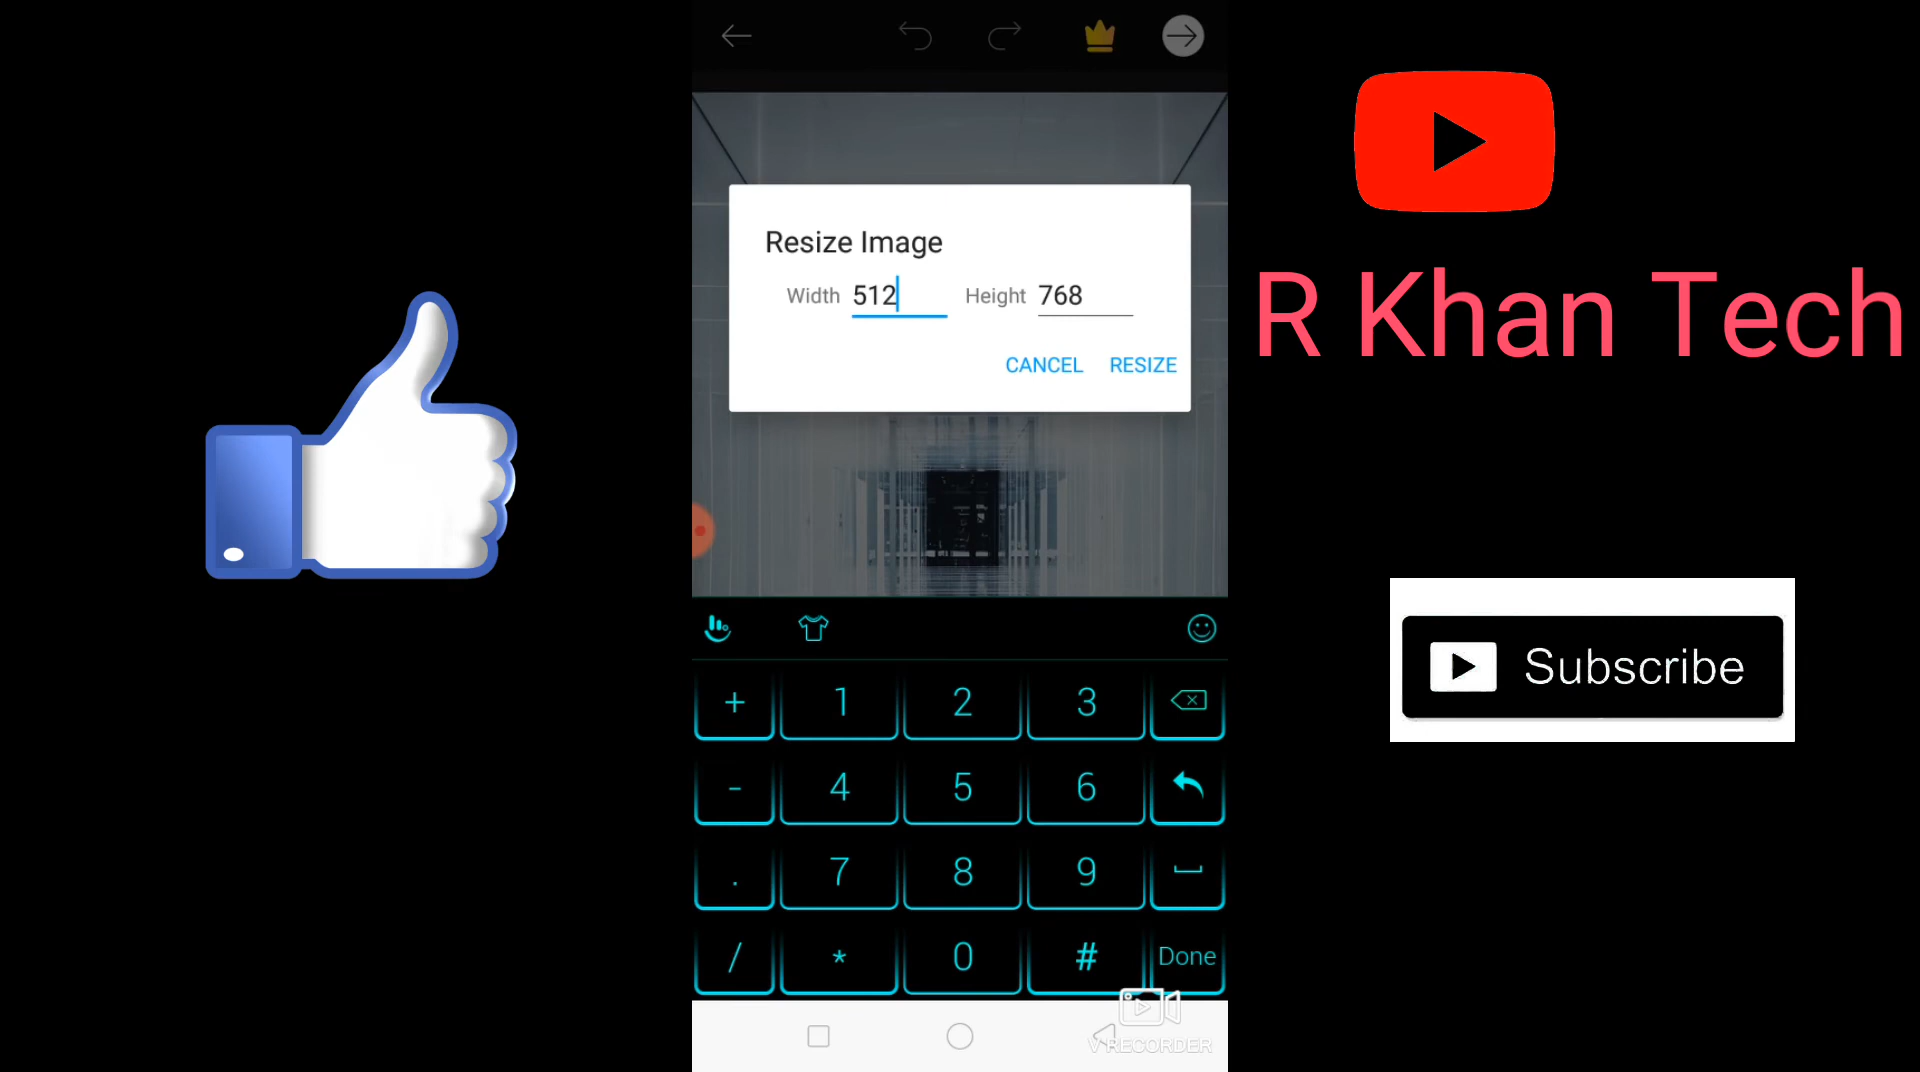 Resize Image
Width 512 Height 768
CANCEL RESIZE
R Khan Tech
Subscribe
+ 1 2 3
- 4 5 6
. 7 8 9
/ * 0 # Done
V RECORDER